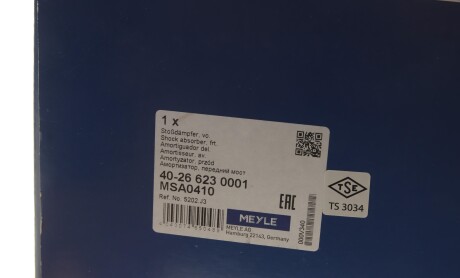 1 x
Stoßdämpfer, vo.
Shock absorber, frt.
Amortiguador del.
Amortisseur, av.
Amortyzator, przód
Амортизатор, передний мост
40-26 623 0001
MSA0410
Ref. No. 5202.J3
MEYLE
MEYLE AG
Hamburg 20143, Germany
EAC
TSE
TS 3034